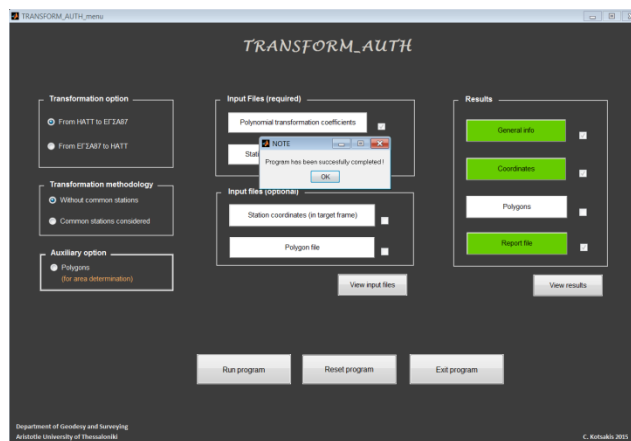 TRANSFORM_AUTH_menu
TRANSFORM_AUTH
Transformation option
From HATT to ΕΓΣΑ87
From ΕΓΣΑ87 to HATT
Transformation methodology
Without common stations
Common stations considered
Auxiliary option
Polygons
(for area determination)
Input Files (required)
Polynomial transformation coefficients
NOTE
Program has been succesfully completed !
OK
Input files (optional)
Station coordinates (in target frame)
Polygon file
View input files
Results
General info
Coordinates
Polygons
Report file
View results
Run program
Reset program
Exit program
Department of Geodesy and Surveying
Aristotle University of Thessaloniki
C. Kotsakis 2015